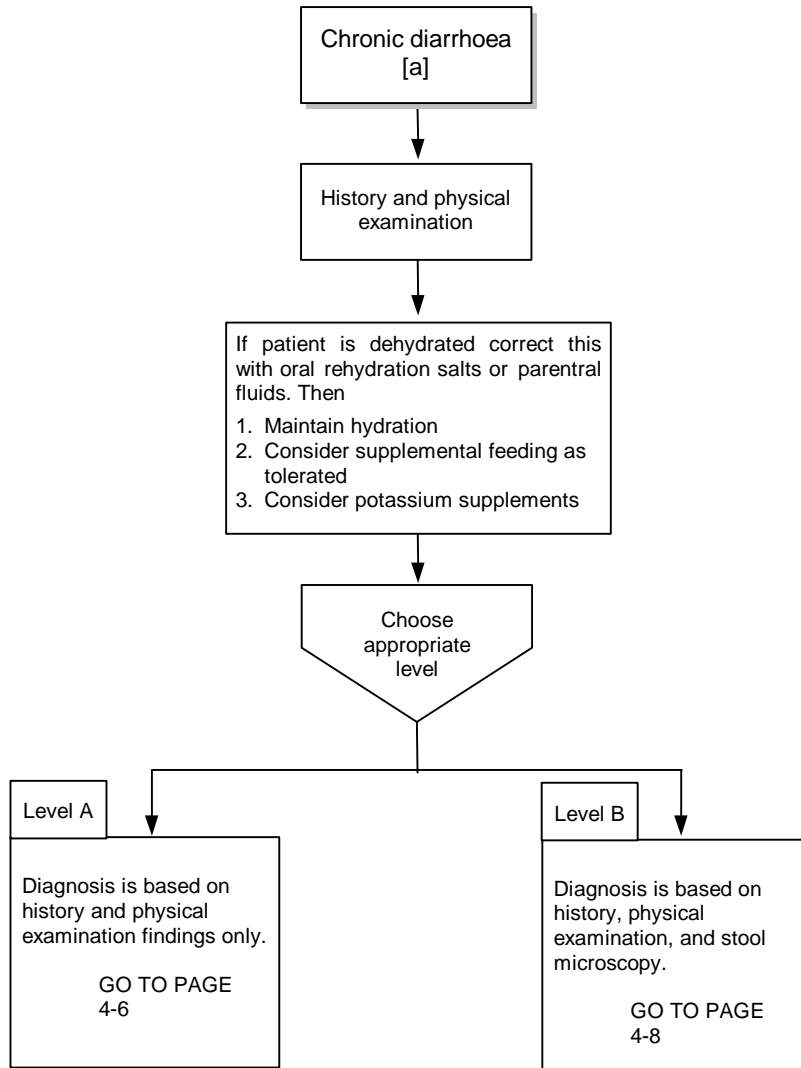 Chronic diarrhoea
[a]
History and physical
examination
If patient is dehydrated correct this
with oral rehydration salts or parentral
fluids. Then
1. Maintain hydration
2. Consider supplemental feeding as
tolerated
3. Consider potassium supplements
Choose
appropriate
level
Level A
Diagnosis is based on
history and physical
examination findings only.
GO TO PAGE
4-6
Level B
Diagnosis is based on
history, physical
examination, and stool
microscopy.
GO TO PAGE
4-8